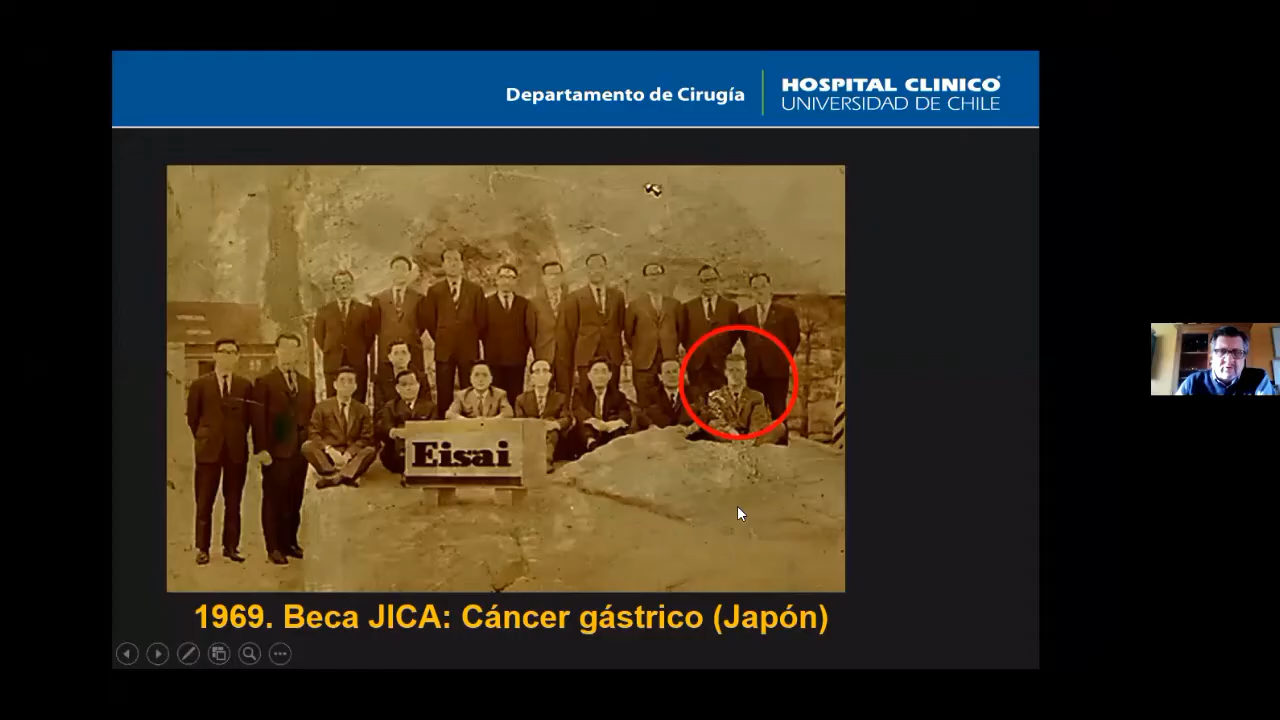 Departamento de Cirugía
HOSPITAL CLINICO
UNIVERSIDAD DE CHILE
Eisai
1969. Beca JICA: Cáncer gástrico (Japón)